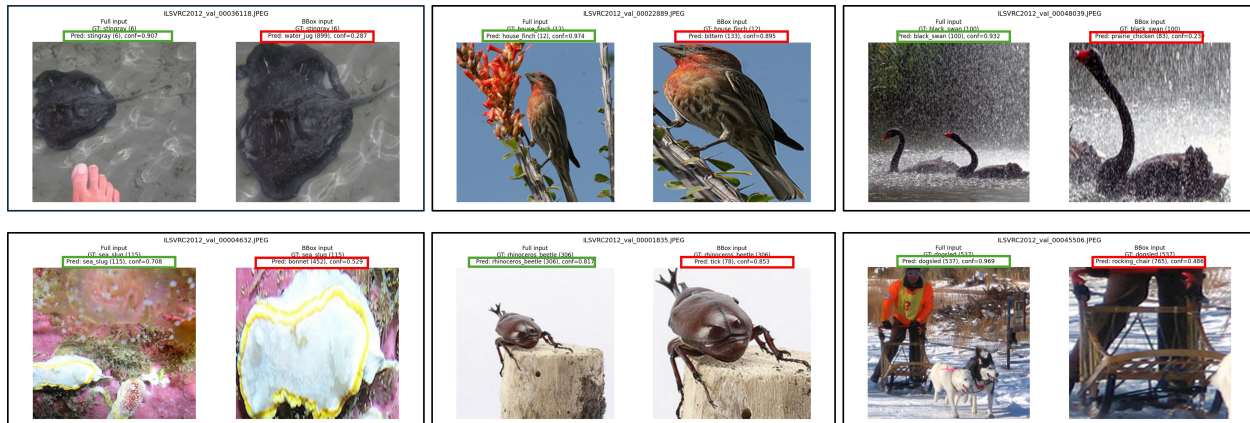 ILSVRC2012_val_00036118.JPEG
Full input
GT: stingray (6)
Pred: stingray (6), conf=0.907
BBox input
GT: stingray (6)
Pred: water_jug (899), conf=0.287
ILSVRC2012_val_00022889.JPEG
Full input
GT: house_finch (12)
Pred: house_finch (12), conf=0.974
BBox input
GT: house_finch (12)
Pred: bittern (133), conf=0.895
ILSVRC2012_val_00048039.JPEG
Full input
GT: black_swan (100)
Pred: black_swan (100), conf=0.932
BBox input
GT: black_swan (100)
Pred: prairie_chicken (83), conf=0.23
ILSVRC2012_val_00004632.JPEG
Full input
GT: sea_slug (115)
Pred: sea_slug (115), conf=0.708
BBox input
GT: sea_slug (115)
Pred: bonnet (452), conf=0.529
ILSVRC2012_val_00001835.JPEG
Full input
GT: rhinoceros_beetle (306)
Pred: rhinoceros_beetle (306), conf=0.817
BBox input
GT: rhinoceros_beetle (306)
Pred: tick (78), conf=0.853
ILSVRC2012_val_00045506.JPEG
Full input
GT: dogsled (537)
Pred: dogsled (537), conf=0.969
BBox input
GT: dogsled (537)
Pred: rocking_chair (765), conf=0.486